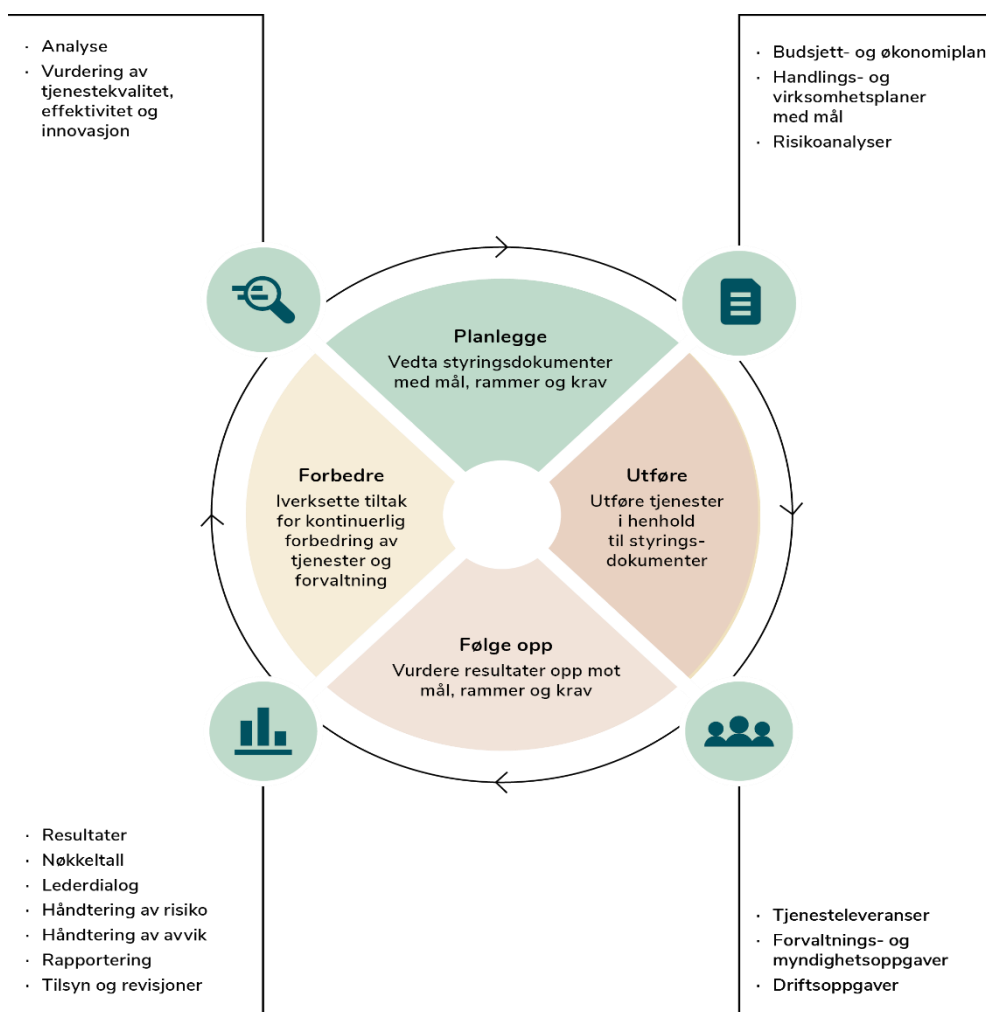 · Analyse
· Vurdering av
tjenestekvalitet,
effektivitet og
innovasjon
· Budsjett- og økonomiplan
· Handlings- og
virksomhetsplaner
med mål
· Risikoanalyser
Planlegge
Vedta styringsdokumenter
med mål, rammer og krav
Forbedre
Iverksette tiltak
for kontinuerlig
forbedring av
tjenester og
forvaltning
Utføre
Utføre tjenester
i henhold
til styrings-
dokumenter
Følge opp
Vurdere resultater opp mot
mål, rammer og krav
· Resultater
· Nøkkeltall
· Lederdialog
· Håndtering av risiko
· Håndtering av avvik
· Rapportering
· Tilsyn og revisjoner
· Tjenesteleveranser
· Forvaltnings- og
myndighetsoppgaver
· Driftsoppgaver